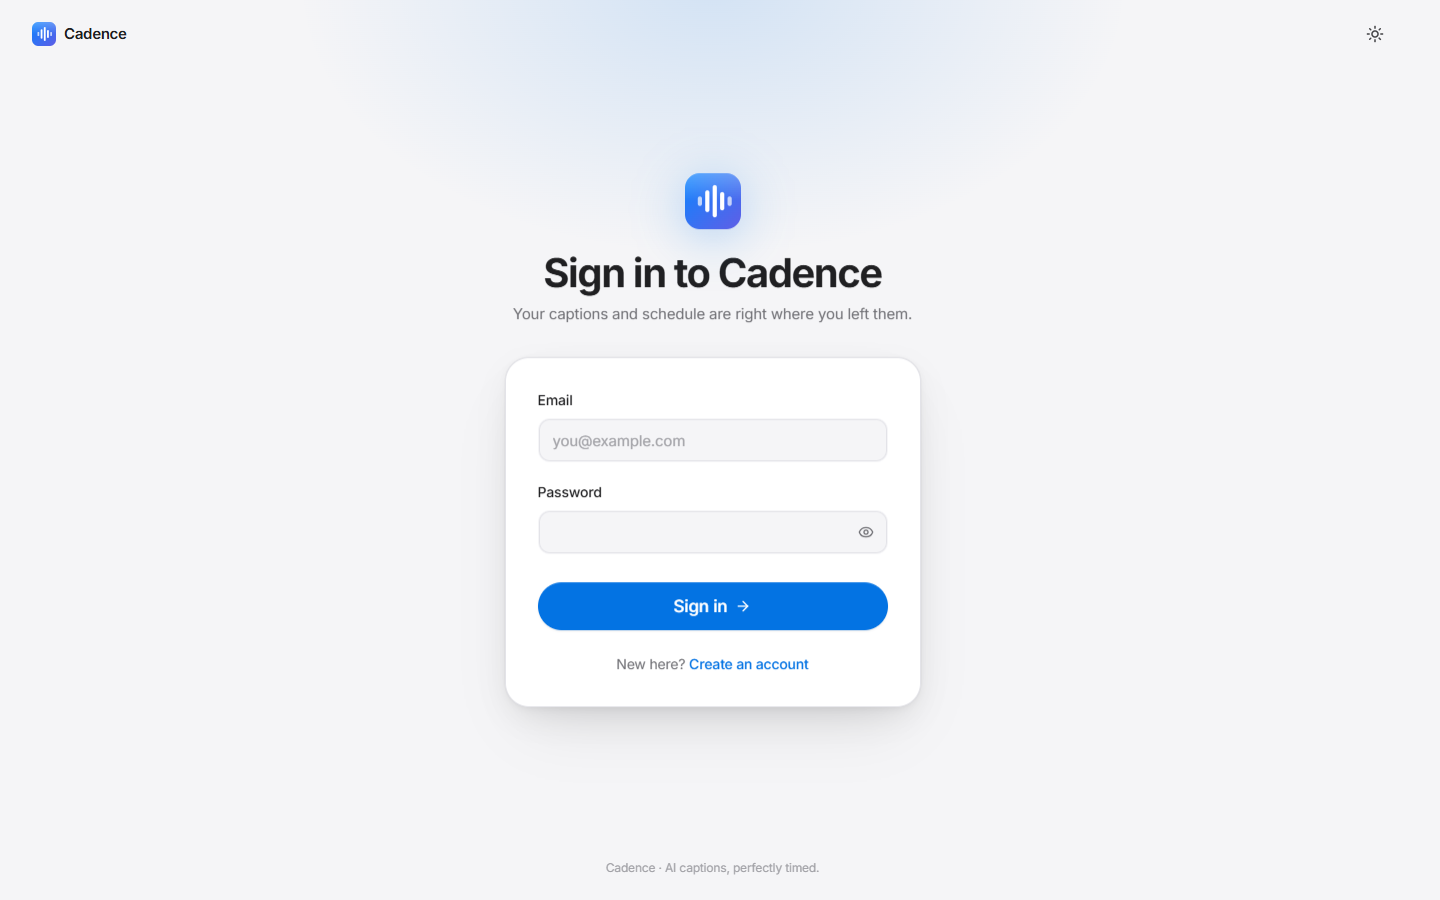 Cadence
Sign in to Cadence
Your captions and schedule are right where you left them.
Email
you@example.com
Password
Sign in →
New here? Create an account
Cadence · AI captions, perfectly timed.